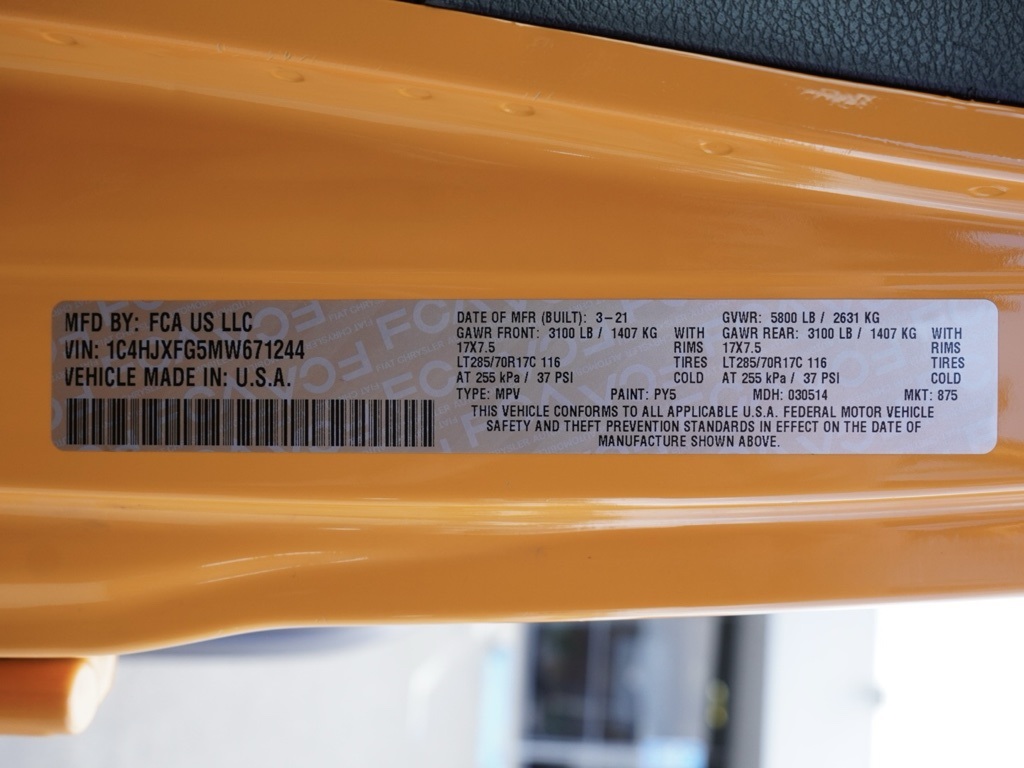 MFD BY: FCA US LLC
VIN: 1C4HJXFG5MW671244
VEHICLE MADE IN: U.S.A.
DATE OF MFR (BUILT): 3-21 GVWR: 5800 LB / 2631 KG
GAWR FRONT: 3100 LB / 1407 KG WITH GAWR REAR: 3100 LB / 1407 KG WITH
17X7.5 RIMS 17X7.5 RIMS
LT285/70R17C 116 TIRES LT285/70R17C 116 TIRES
AT 255 kPa / 37 PSI COLD AT 255 kPa / 37 PSI COLD
TYPE: MPV PAINT: PY5 MDH: 030514 MKT: 875
THIS VEHICLE CONFORMS TO ALL APPLICABLE U.S.A. FEDERAL MOTOR VEHICLE
SAFETY AND THEFT PREVENTION STANDARDS IN EFFECT ON THE DATE OF
MANUFACTURE SHOWN ABOVE.